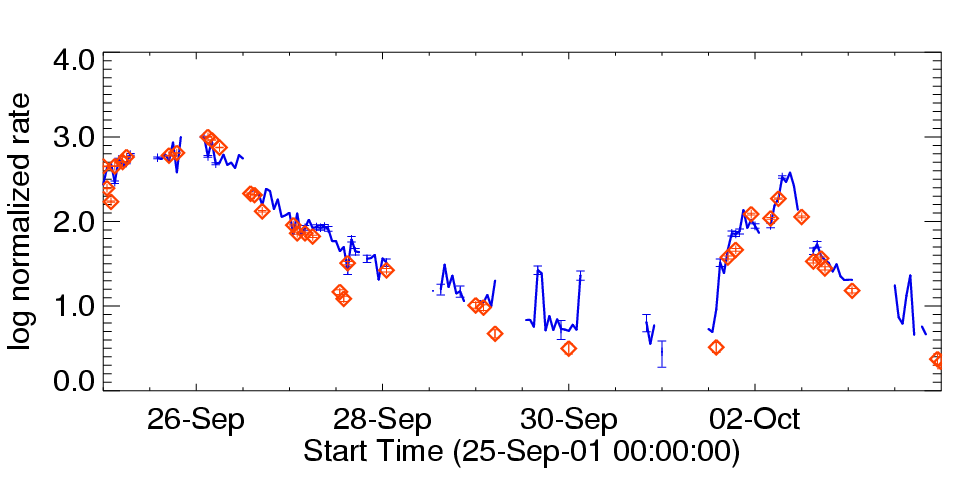 4.0
3.0
2.0
1.0
0.0
log normalized rate
26-Sep 28-Sep 30-Sep 02-Oct
Start Time (25-Sep-01 00:00:00)